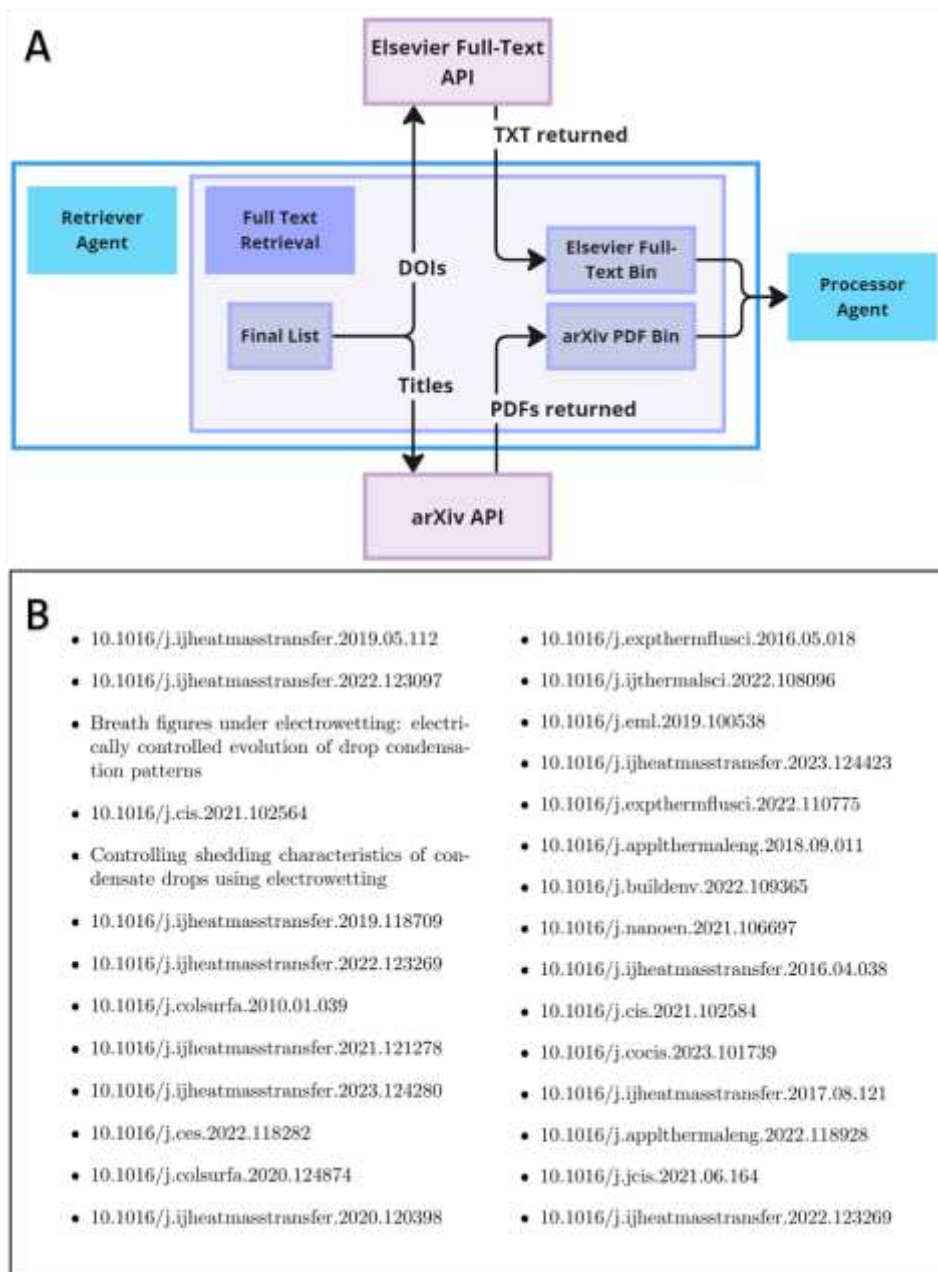 A
Elsevier Full-Text
API
TXT returned
Retriever
Agent
Full Text
Retrieval
DOIs
Elsevier Full-
Text Bin
Processor
Agent
Final List
arXiv PDF Bin
Titles
PDFs returned
arXiv API
B
• 10.1016/j.ijheatmasstransfer.2019.05.112
• 10.1016/j.ijheatmasstransfer.2022.123097
• Breath figures under electrowetting: electri-
cally controlled evolution of drop condensa-
tion patterns
• 10.1016/j.cis.2021.102564
• Controlling shedding characteristics of con-
densate drops using electrowetting
• 10.1016/j.ijheatmasstransfer.2019.118709
• 10.1016/j.ijheatmasstransfer.2022.123269
• 10.1016/j.colsurfa.2010.01.039
• 10.1016/j.ijheatmasstransfer.2021.121278
• 10.1016/j.ijheatmasstransfer.2023.124280
• 10.1016/j.ces.2022.118282
• 10.1016/j.colsurfa.2020.124874
• 10.1016/j.ijheatmasstransfer.2020.120398
• 10.1016/j.expthermflusci.2016.05.018
• 10.1016/j.ijthermalsci.2022.108096
• 10.1016/j.eml.2019.100538
• 10.1016/j.ijheatmasstransfer.2023.124423
• 10.1016/j.expthermflusci.2022.110775
• 10.1016/j.applthermaleng.2018.09.011
• 10.1016/j.buildenv.2022.109365
• 10.1016/j.nanoen.2021.106697
• 10.1016/j.ijheatmasstransfer.2016.04.038
• 10.1016/j.cis.2021.102584
• 10.1016/j.cocis.2023.101739
• 10.1016/j.ijheatmasstransfer.2017.08.121
• 10.1016/j.applthermaleng.2022.118928
• 10.1016/j.jcis.2021.06.164
• 10.1016/j.ijheatmasstransfer.2022.123269